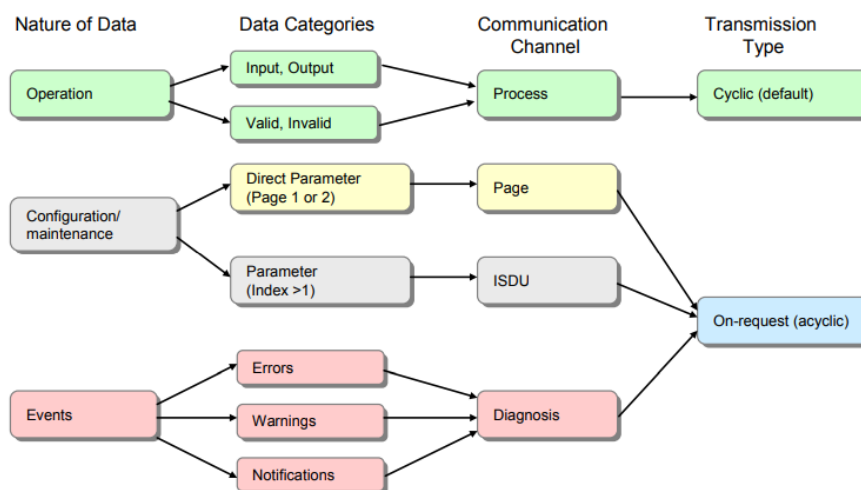 Nature of Data
Data Categories
Communication
Channel
Transmission
Type
Operation
Input, Output
Valid, Invalid
Process
Cyclic (default)
Configuration/
maintenance
Direct Parameter
(Page 1 or 2)
Page
Parameter
(Index >1)
ISDU
On-request (acyclic)
Events
Errors
Warnings
Notifications
Diagnosis